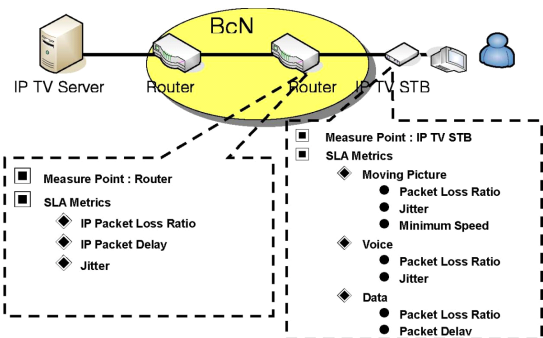 BcN
IP TV Server
Router
Router
IP TV STB
Measure Point : Router
SLA Metrics
IP Packet Loss Ratio
IP Packet Delay
Jitter
Measure Point : IP TV STB
SLA Metrics
Moving Picture
Packet Loss Ratio
Jitter
Minimum Speed
Voice
Packet Loss Ratio
Jitter
Data
Packet Loss Ratio
Packet Delay